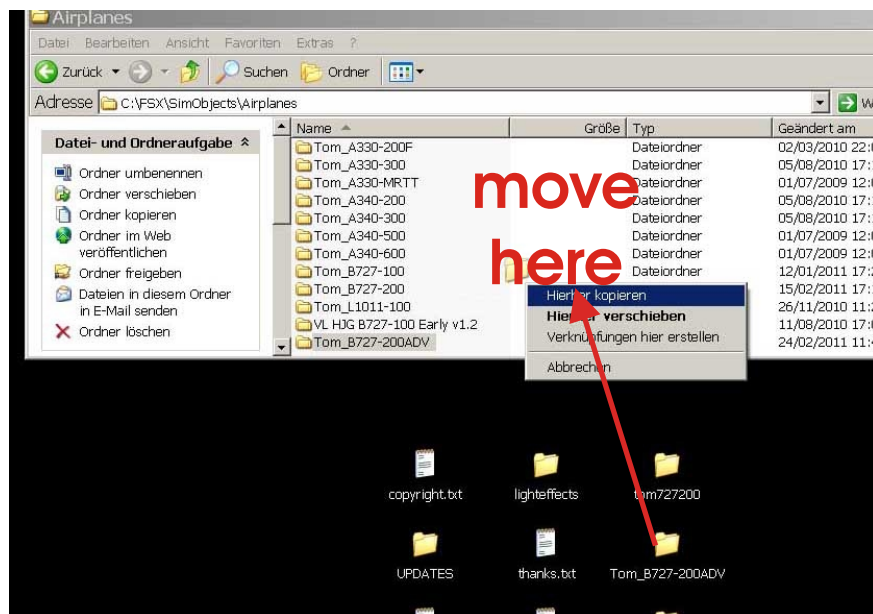 Airplanes
Datei Bearbeiten Ansicht Favoriten Extras ?
Zurück Suchen Ordner
Adresse C:\FSX\SimObjects\Airplanes
Datei- und Ordneraufgabe
Ordner umbenennen
Ordner verschieben
Ordner kopieren
Ordner im Web
veröffentlichen
Ordner freigeben
Dateien in diesem Ordner
in E-Mail senden
Ordner löschen
Name Größe Typ Geändert am
Tom_A330-200F Dateiordner 02/03/2010
Tom_A330-300 Dateiordner 05/08/2010
Tom_A330-MRTT Dateiordner 01/07/2009
Tom_A340-200 Dateiordner 05/08/2010
Tom_A340-300 Dateiordner 05/08/2010
Tom_A340-500 Dateiordner 01/07/2009
Tom_A340-600 Dateiordner 01/07/2009
Tom_B727-100 Dateiordner 12/01/2011
Tom_B727-200 15/02/2011
Tom_L1011-100 26/11/2010
VL HJG B727-100 Early v1.2 11/08/2010
Tom_B727-200ADV 24/02/2011
move
here
Hierher kopieren
Hierher verschieben
Verknüpfungen hier erstellen
Abbrechen
copyright.txt lighteffects tom727200
UPDATES thanks.txt Tom_B727-200ADV